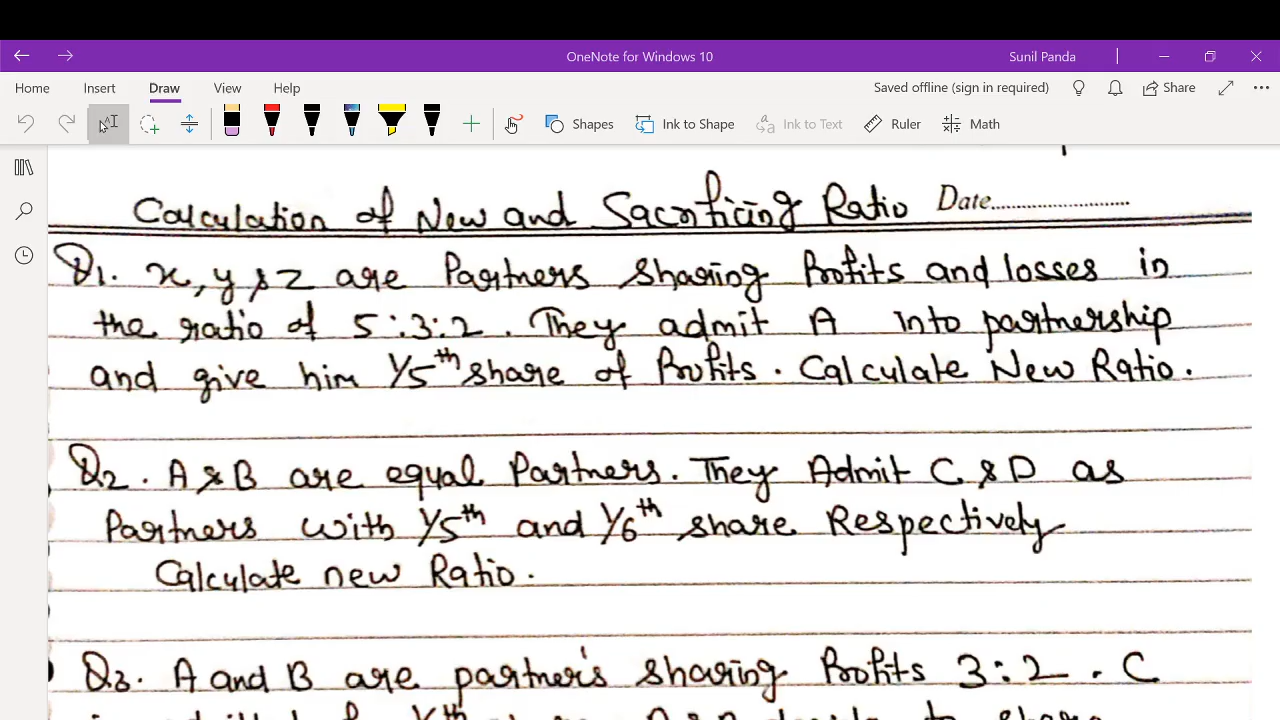 OneNote for Windows 10
Sunil Panda
Home Insert Draw View Help
Saved offline (sign in required)
Share
Shapes
Ink to Shape
Ink to Text
Ruler
Math
Calculation of New and Sacrificing Ratio Date
Q1. x, y & z are Partners sharing Profits and losses in
the ratio of 5:3:2. They admit A into partnership
and give him 1/5th share of Profits. Calculate New Ratio.
Q2. A & B are equal Partners. They Admit C & D as
Partners with 1/5th and 1/6th share Respectively
Calculate new Ratio.
Q3. A and B are partner's sharing Profits 3:2. C